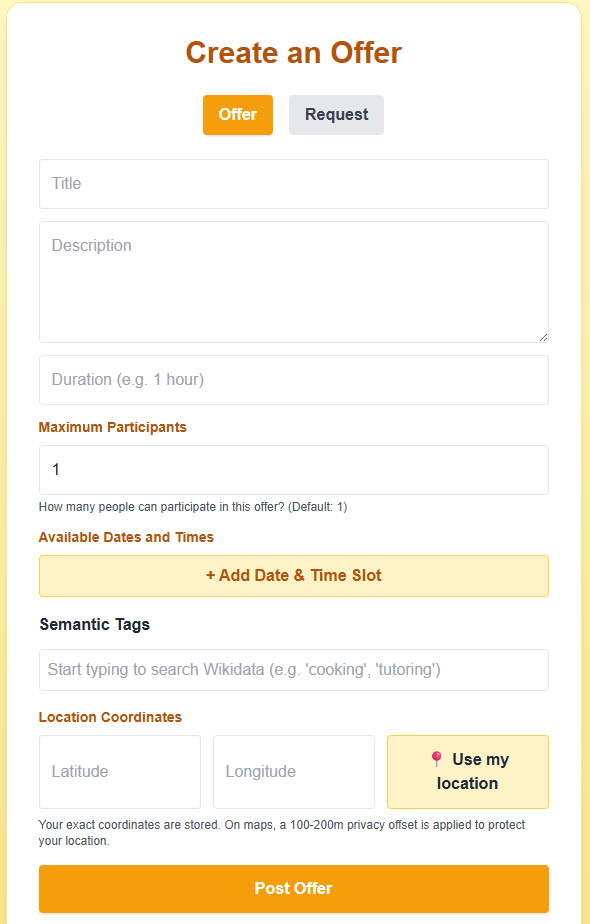 Create an Offer
Offer
Request
Title
Description
Duration (e.g. 1 hour)
Maximum Participants
1
How many people can participate in this offer? (Default: 1)
Available Dates and Times
+ Add Date & Time Slot
Semantic Tags
Start typing to search Wikidata (e.g. 'cooking', 'tutoring')
Location Coordinates
Latitude
Longitude
📍 Use my
location
Your exact coordinates are stored. On maps, a 100-200m privacy offset is applied to protect
your location.
Post Offer